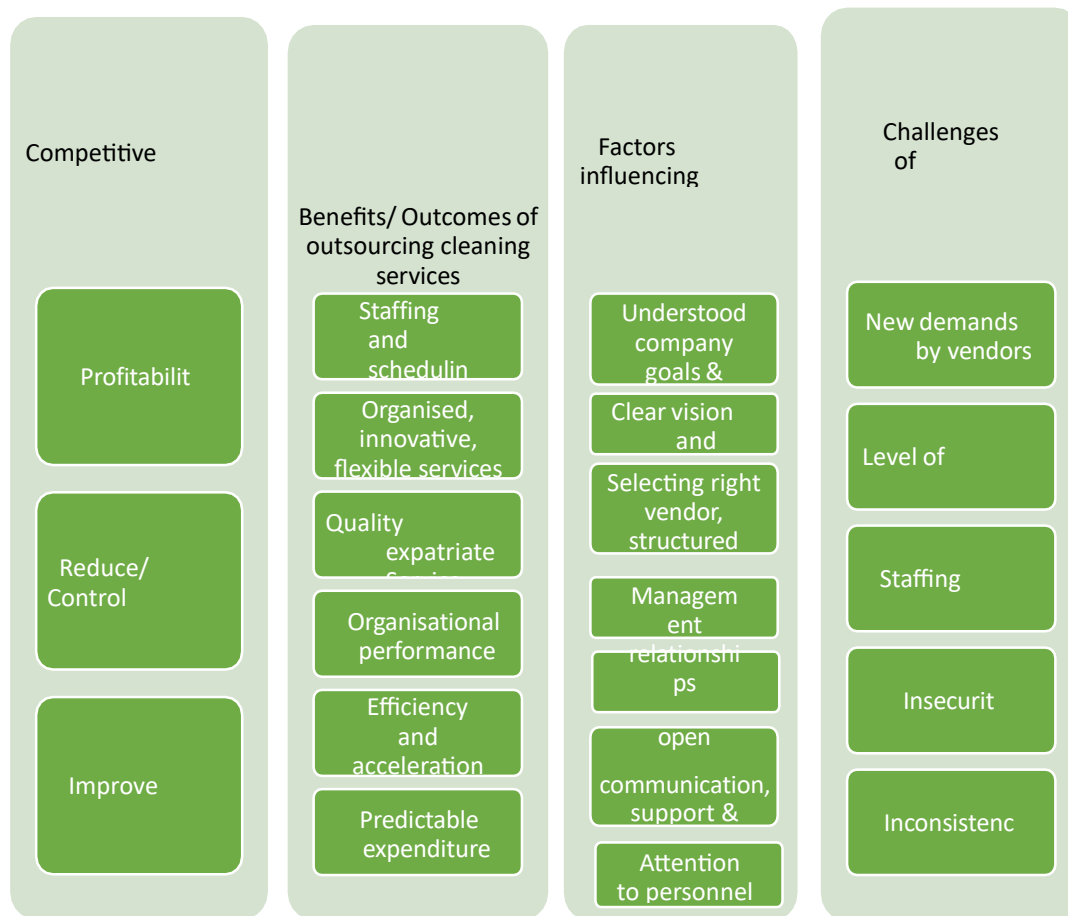 Competitive
Profitabilit
Reduce/
Control
Improve
Benefits/ Outcomes of
outsourcing cleaning
services
Staffing
and
schedulin
Organised,
innovative,
flexible services
Quality
expatriate
Organisational
performance
Efficiency
and
acceleration
Predictable
expenditure
Factors
influencing
Understood
company
goals &
Clear vision
and
Selecting right
vendor,
structured
Managem
ent
relationshi
ps
open
communication,
support &
Attention
to personnel
Challenges
of
New demands
by vendors
Level of
Staffing
Insecurit
Inconsistenc